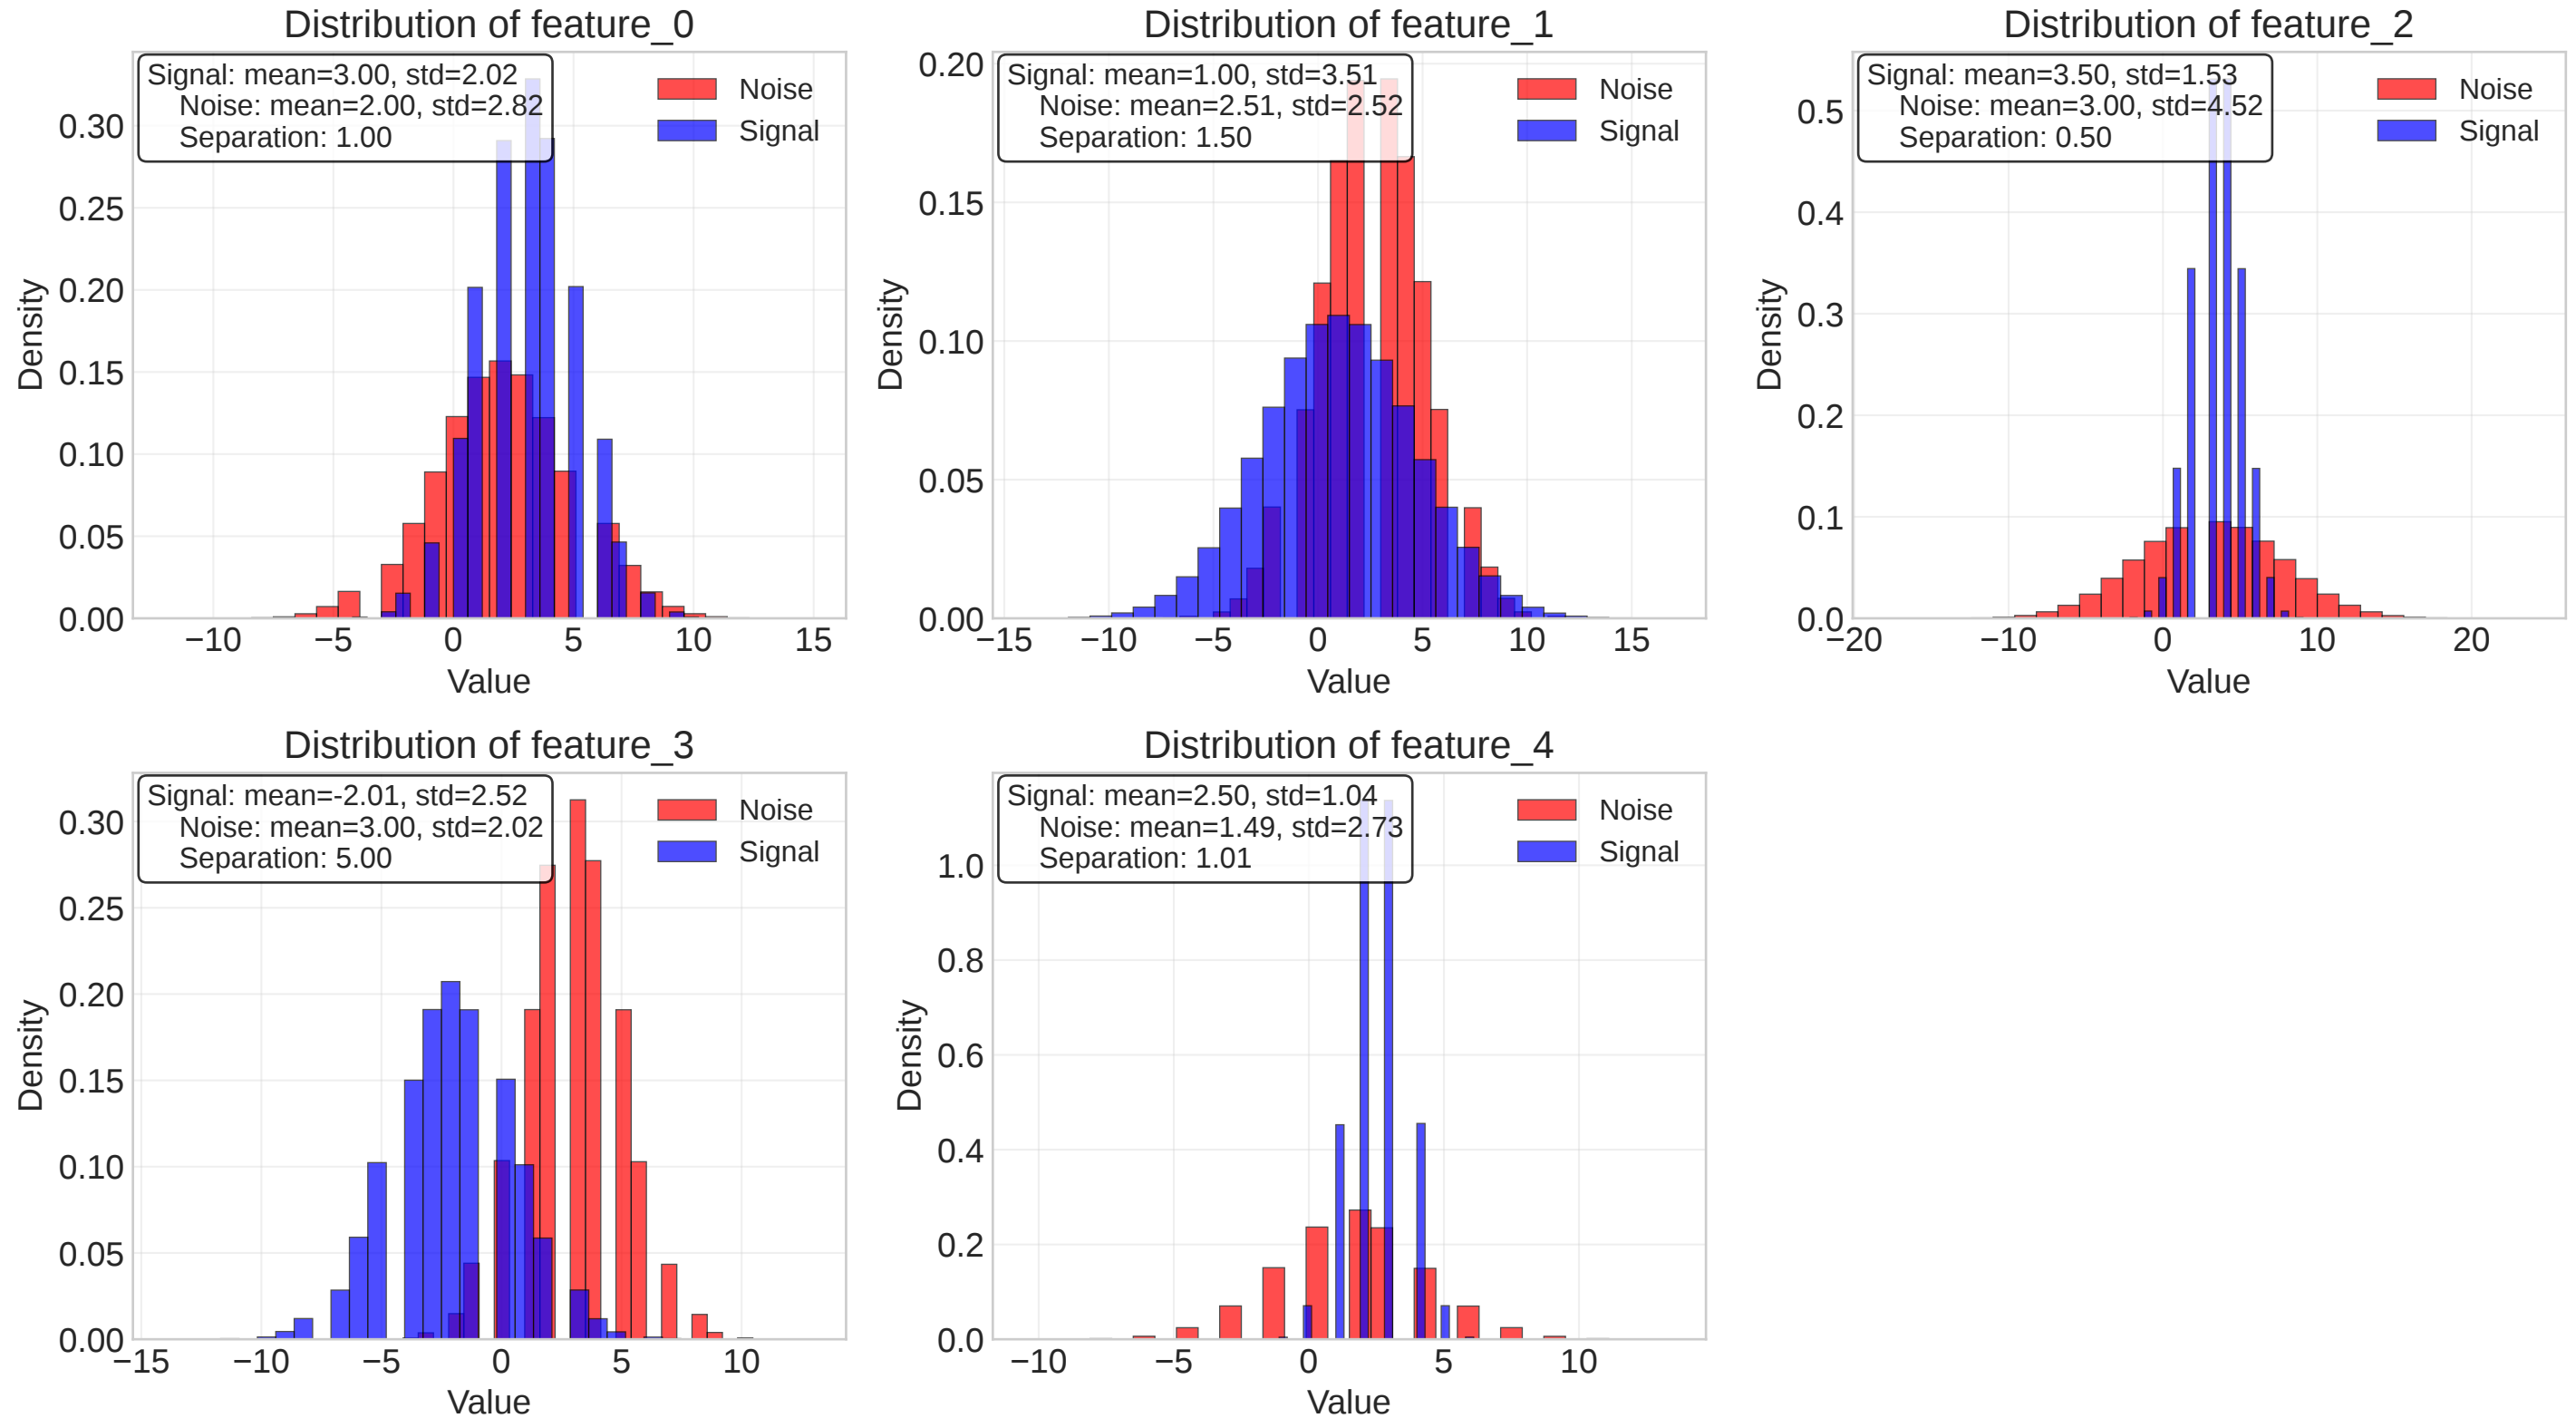 Distribution of feature_0
Signal: mean=3.00, std=2.02
Noise: mean=2.00, std=2.82
Separation: 1.00
Noise
Signal
0.30
0.25
0.20
0.15
0.10
0.05
0.00
Density
−10 −5 0 5 10 15
Value
Distribution of feature_1
Signal: mean=1.00, std=3.51
Noise: mean=2.51, std=2.52
Separation: 1.50
Noise
Signal
0.20
0.15
0.10
0.05
0.00
Density
−15 −10 −5 0 5 10 15
Value
Distribution of feature_2
Signal: mean=3.50, std=1.53
Noise: mean=3.00, std=4.52
Separation: 0.50
Noise
Signal
0.5
0.4
0.3
0.2
0.1
0.0
Density
−20 −10 0 10 20
Value
Distribution of feature_3
Signal: mean=-2.01, std=2.52
Noise: mean=3.00, std=2.02
Separation: 5.00
Noise
Signal
0.30
0.25
0.20
0.15
0.10
0.05
0.00
Density
−15 −10 −5 0 5 10
Value
Distribution of feature_4
Signal: mean=2.50, std=1.04
Noise: mean=1.49, std=2.73
Separation: 1.01
Noise
Signal
1.0
0.8
0.6
0.4
0.2
0.0
Density
−10 −5 0 5 10
Value